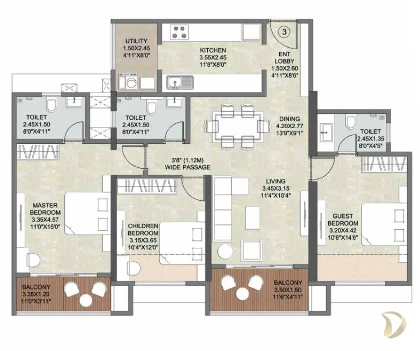 UTILITY
1.50X2.45
4'11"X8'0"
KITCHEN
3.55X2.45
11'8"X8'0"
3
ENT
LOBBY
1.50X2.60
4'11"X8'6"
TOILET
2.45X1.50
8'0"X4'11"
TOILET
2.45X1.50
8'0"X4'11"
DINING
4.20X2.77
13'9"X9'1"
TOILET
2.45X1.35
8'0"X4'5"
3'8" (1.12M)
WIDE PASSAGE
MASTER
BEDROOM
3.35X4.57
11'0"X15'0"
CHILDREN
BEDROOM
3.15X3.65
10'4"X12'0"
LIVING
3.45X3.15
11'4"X10'4"
GUEST
BEDROOM
3.20X4.42
10'6"X14'6"
BALCONY
3.35X1.20
11'0"X3'11"
BALCONY
3.50X1.50
11'6"X4'11"